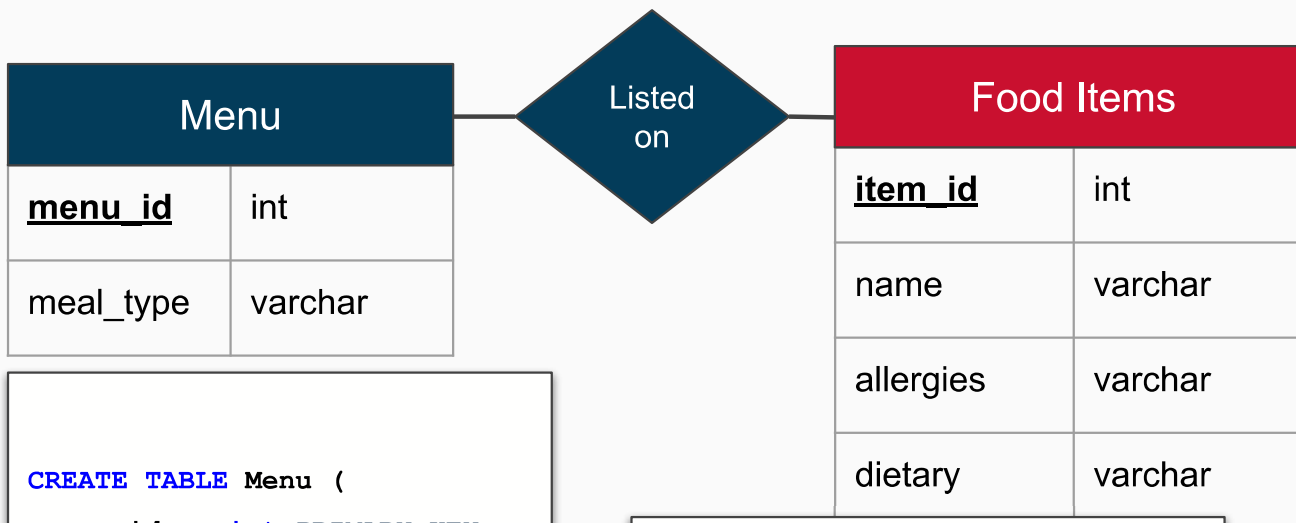 Menu
Listed
on
Food Items
menu_id int
meal_type varchar
item_id int
name varchar
allergies varchar
dietary varchar
CREATE TABLE Menu (